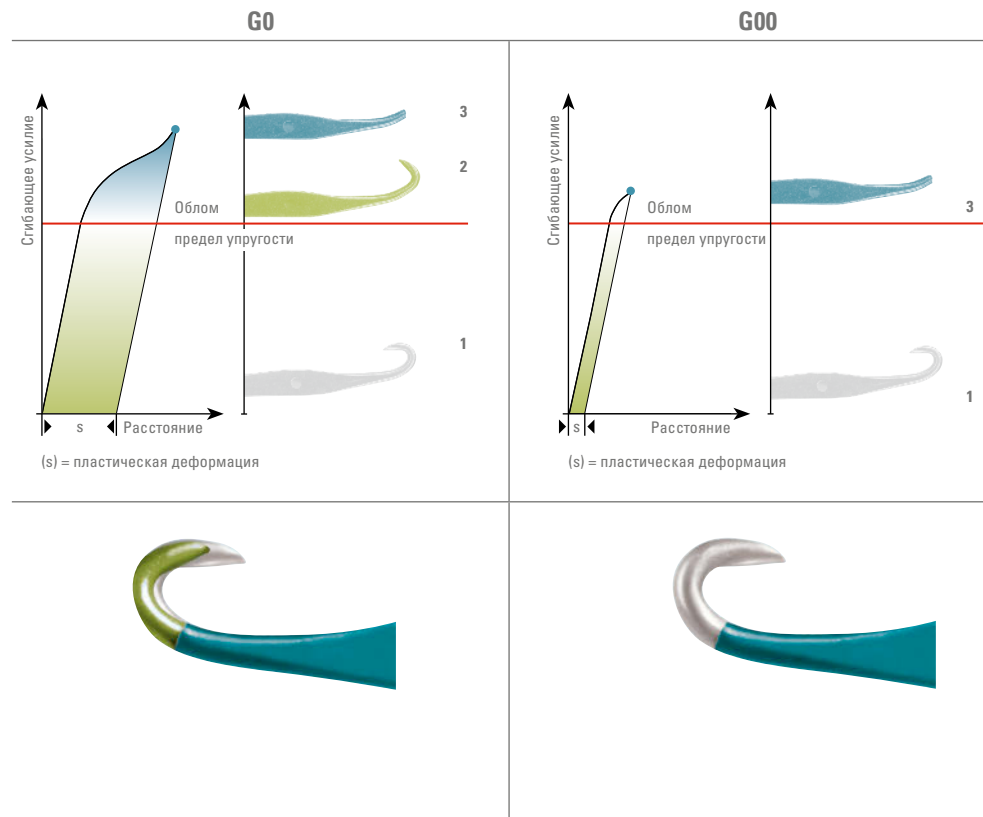 G0
G00
Сгибающее усилие
3
2
Облом
предел упругости
1
s
Расстояние
(s) = пластическая деформация
Сгибающее усилие
3
Облом
предел упругости
1
s
Расстояние
(s) = пластическая деформация